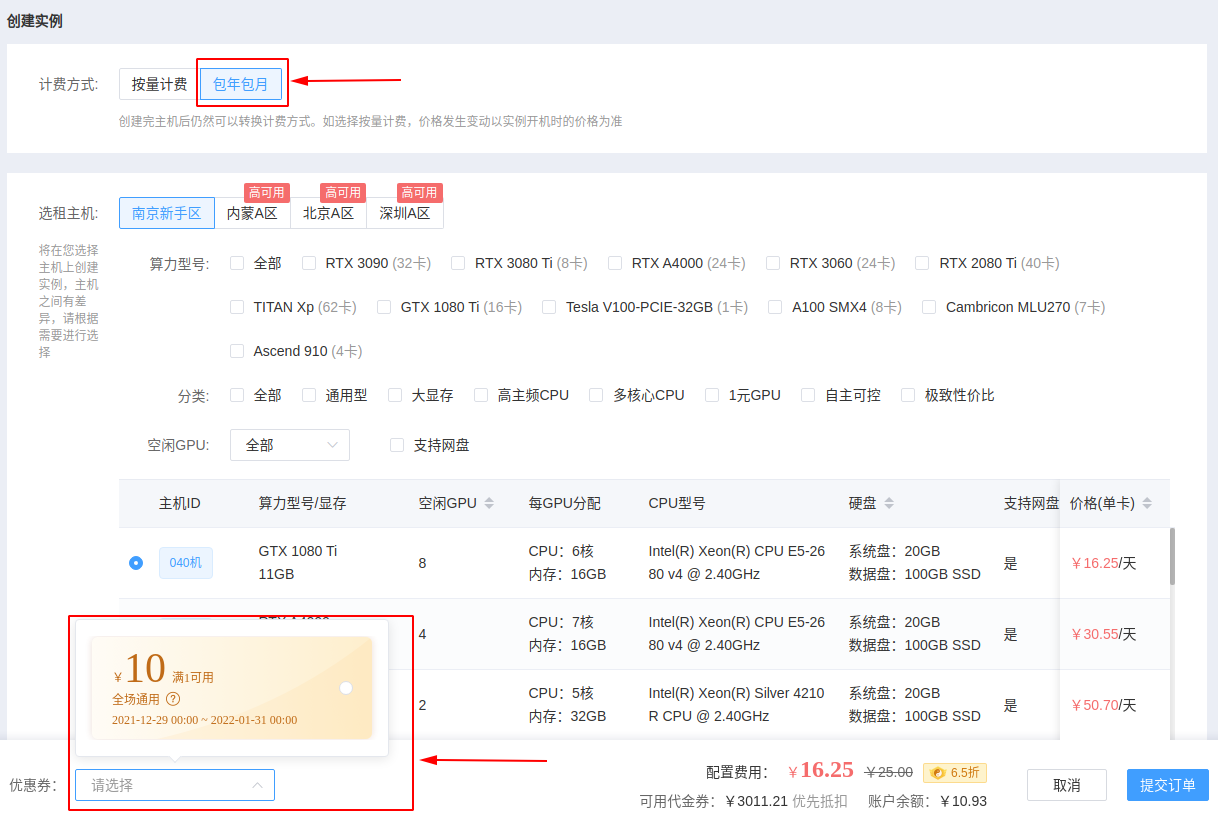 创建实例
计费方式: 按量计费 包年包月
创建完主机后仍然可以转换计费方式。如选择按量计费，价格发生变动以实例开机时的价格为准
高可用 高可用 高可用
选租主机: 南京新手区 内蒙A区 北京A区 深圳A区
将在您选择
主机上创建
实例，主机
之间有差
异，请根据
需要进行选
择
算力型号: 全部 RTX 3090 (32卡) RTX 3080 Ti (8卡) RTX A4000 (24卡) RTX 3060 (24卡) RTX 2080 Ti (40卡)
TITAN Xp (62卡) GTX 1080 Ti (16卡) Tesla V100-PCIE-32GB (1卡) A100 SMX4 (8卡) Cambricon MLU270 (7卡)
Ascend 910 (4卡)
分类: 全部 通用型 大显存 高主频CPU 多核心CPU 1元GPU 自主可控 极致性价比
空闲GPU: 全部 支持网盘
主机ID 算力型号/显存 空闲GPU 每GPU分配 CPU型号 硬盘 支持网盘 价格(单卡)
040机 GTX 1080 Ti 8 CPU：6核 Intel(R) Xeon(R) CPU E5-26 系统盘：20GB 是 ￥16.25/天
11GB 内存：16GB 80 v4 @ 2.40GHz 数据盘：100GB SSD
4 CPU：7核 Intel(R) Xeon(R) CPU E5-26 系统盘：20GB 是 ￥30.55/天
内存：16GB 80 v4 @ 2.40GHz 数据盘：100GB SSD
2 CPU：5核 Intel(R) Xeon(R) Silver 4210 系统盘：20GB 是 ￥50.70/天
内存：32GB R CPU @ 2.40GHz 数据盘：100GB SSD
￥10 满1可用
全场通用 ?
2021-12-29 00:00 ~ 2022-01-31 00:00
优惠券: 请选择
配置费用： ￥16.25 ￥25.00 6.5折
可用代金券：￥3011.21 优先抵扣 账户余额：￥10.93
取消 提交订单